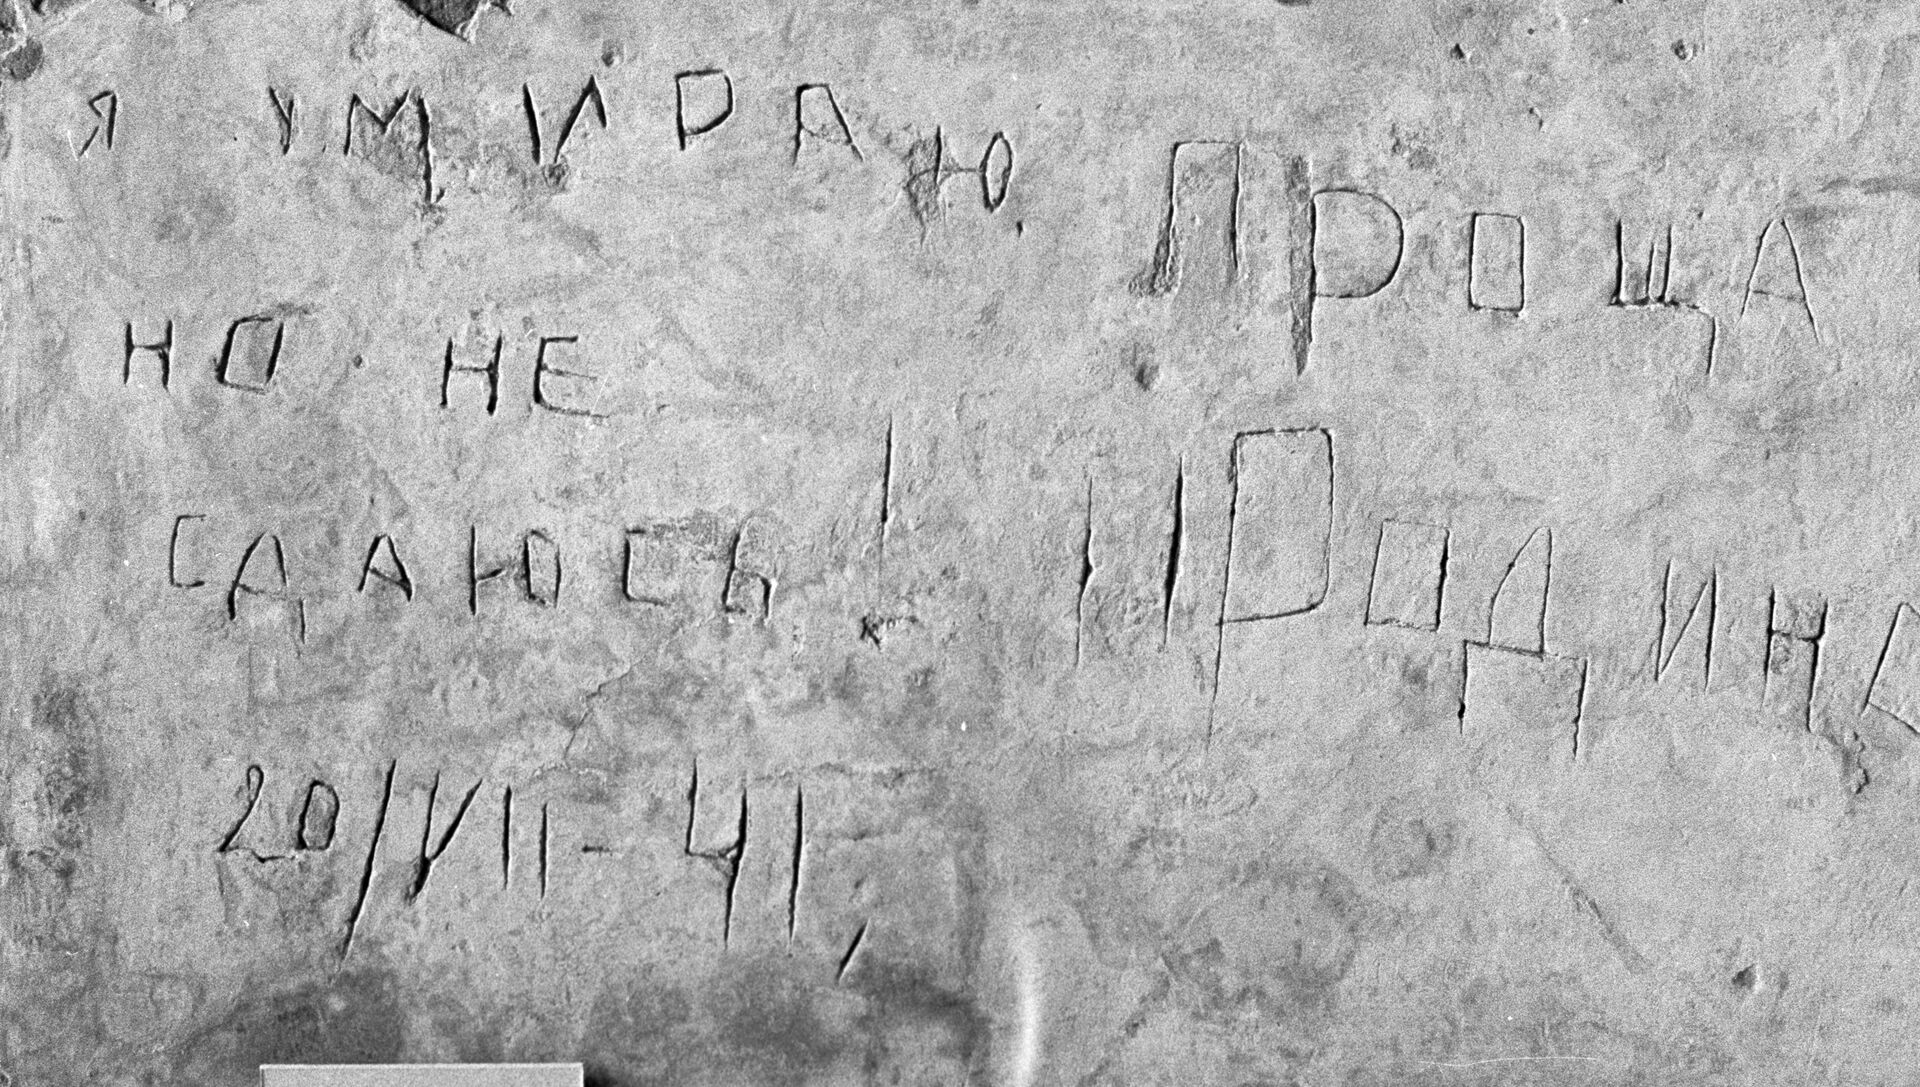 Я УМИРАЮ,
НО НЕ
СДАЮСЬ!
20/VII-41,
ПРОЩА
И РОДИНА